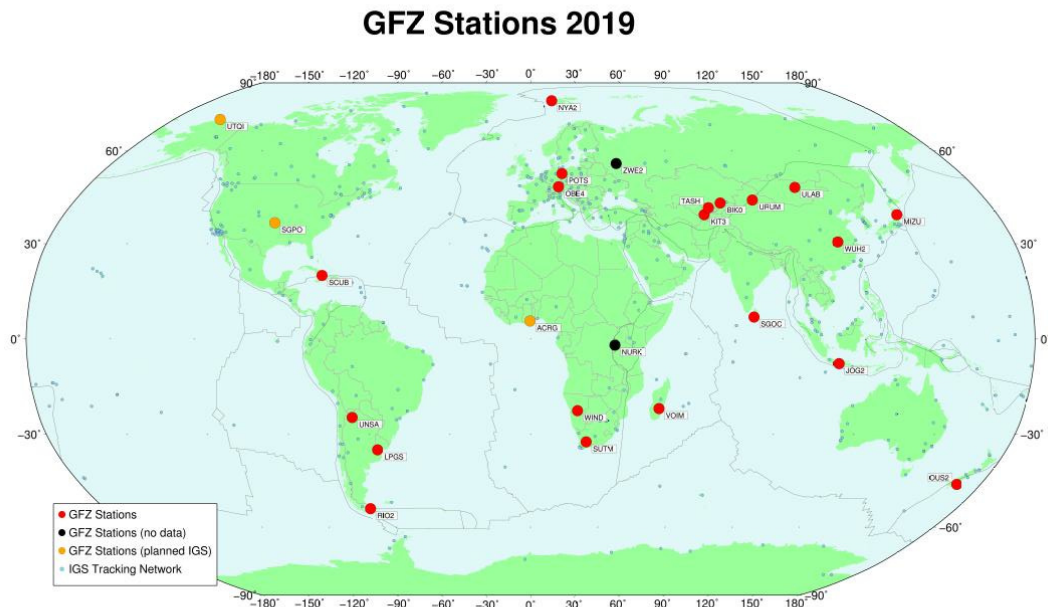 GFZ Stations 2019
−180˚ −150˚ −120˚ −90˚ −60˚ −30˚ 0˚ 30˚ 60˚ 90˚ 120˚ 150˚ 180˚
90˚ 90˚
NYA2
UTQI
60˚ 60˚
ZWE2
POTS
OBE4
ULAB
TASH
URUM
BIK0
KIT3
MIZU
SGPO
30˚ 30˚
WUH2
SCUB
SGOC
ACRG
0˚ 0˚
NURK
JOG2
WIND
VOIM
UNSA
−30˚ −30˚
SUTM
LPGS
OUS2
RIO2
−60˚
GFZ Stations
GFZ Stations (no data)
GFZ Stations (planned IGS)
IGS Tracking Network
−90˚ −90˚
−180˚ −150˚ −120˚ −90˚ −60˚ −30˚ 0˚ 30˚ 60˚ 90˚ 120˚ 150˚ 180˚